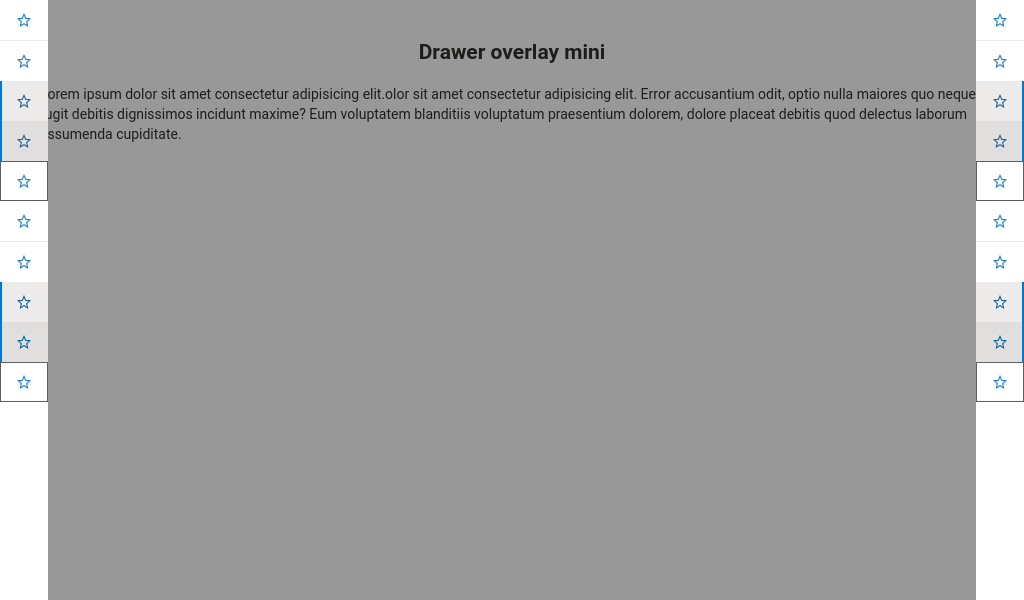 Drawer overlay mini
orem ipsum dolor sit amet consectetur adipisicing elit.olor sit amet consectetur adipisicing elit. Error accusantium odit, optio nulla maiores quo neque
ugit debitis dignissimos incidunt maxime? Eum voluptatem blanditiis voluptatum praesentium dolorem, dolore placeat debitis quod delectus laborum
ssumenda cupiditate.